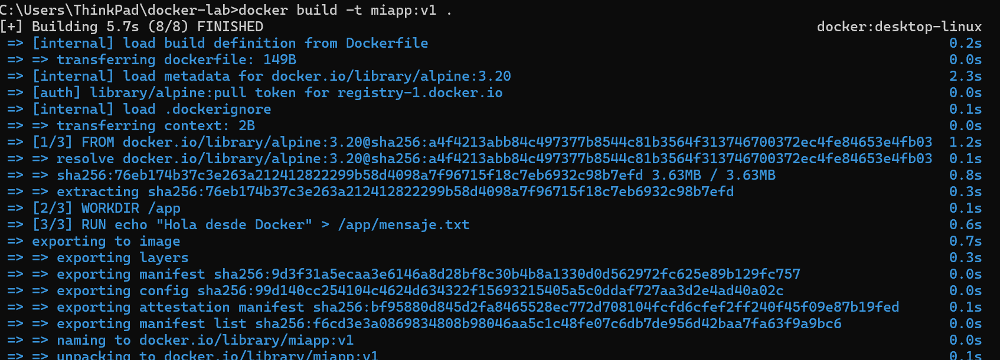 C:\Users\ThinkPad\docker-lab>docker build -t miapp:v1 .
[+] Building 5.7s (8/8) FINISHED docker:desktop-linux
=> [internal] load build definition from Dockerfile 0.2s
=> => transferring dockerfile: 149B 0.0s
=> [internal] load metadata for docker.io/library/alpine:3.20 2.3s
=> [auth] library/alpine:pull token for registry-1.docker.io 0.0s
=> [internal] load .dockerignore 0.1s
=> => transferring context: 2B 0.0s
=> [1/3] FROM docker.io/library/alpine:3.20@sha256:a4f4213abb84c497377b8544c81b3564f313746700372ec4fe84653e4fb03 1.2s
=> => resolve docker.io/library/alpine:3.20@sha256:a4f4213abb84c497377b8544c81b3564f313746700372ec4fe84653e4fb03 0.1s
=> => sha256:76eb174b37c3e263a212412822299b58d4098a7f96715f18c7eb6932c98b7efd 3.63MB / 3.63MB 0.8s
=> => extracting sha256:76eb174b37c3e263a212412822299b58d4098a7f96715f18c7eb6932c98b7efd 0.3s
=> [2/3] WORKDIR /app 0.1s
=> [3/3] RUN echo "Hola desde Docker" > /app/mensaje.txt 0.6s
=> exporting to image 0.7s
=> => exporting layers 0.3s
=> => exporting manifest sha256:9d3f31a5ecaa3e6146a8d28bf8c30b4b8a1330d0d562972fc625e89b129fc757 0.0s
=> => exporting config sha256:99d140cc254104c4624d634322f15693215405a5c0ddaf727aa3d2e4ad40a02c 0.0s
=> => exporting attestation manifest sha256:bf95880d845d2fa8465528ec772d708104fcfd6cfef2ff240f45f09e87b19fed 0.1s
=> => exporting manifest list sha256:f6cd3e3a0869834808b98046aa5c1c48fe07c6db7de956d42baa7fa63f9a9bc6 0.0s
=> => naming to docker.io/library/miapp:v1 0.0s
=> => unpacking to docker.io/library/miapp:v1 0.1s